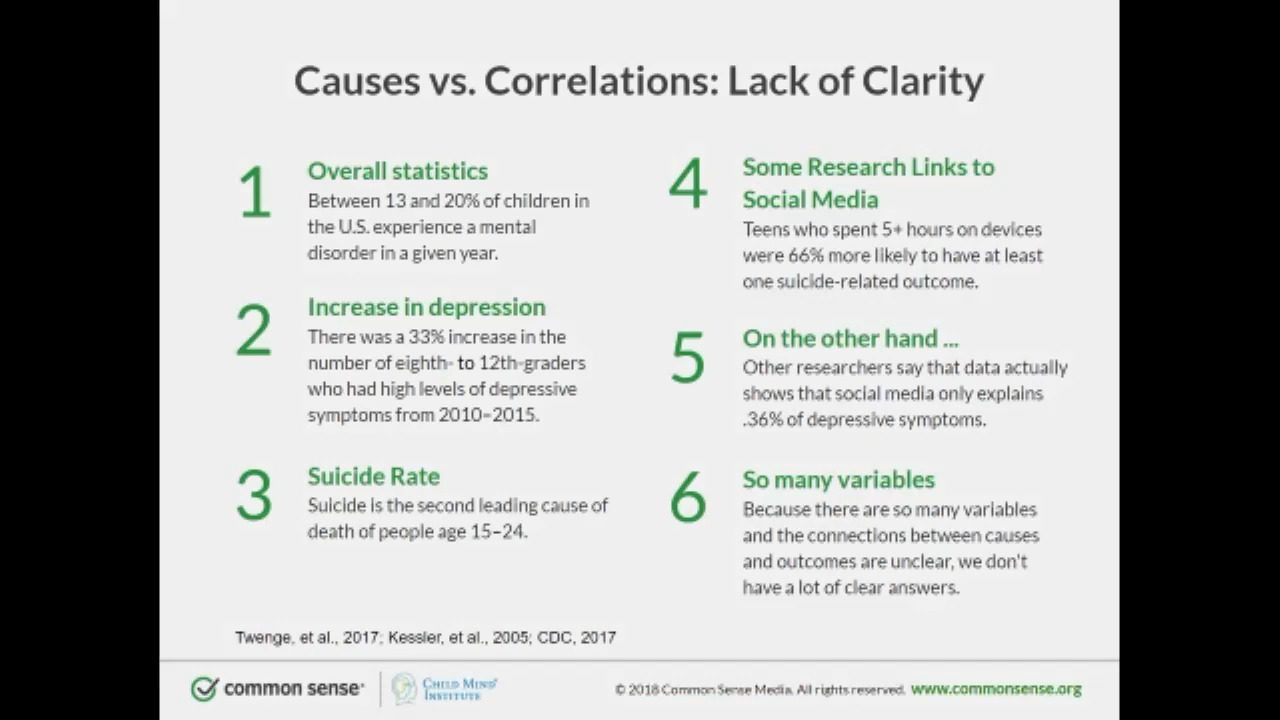 Causes vs. Correlations: Lack of Clarity
1
Overall statistics
Between 13 and 20% of children in
the U.S. experience a mental
disorder in a given year.
2
Increase in depression
There was a 33% increase in the
number of eighth- to 12th-graders
who had high levels of depressive
symptoms from 2010–2015.
3
Suicide Rate
Suicide is the second leading cause of
death of people age 15–24.
4
Some Research Links to
Social Media
Teens who spent 5+ hours on devices
were 66% more likely to have at least
one suicide-related outcome.
5
On the other hand ...
Other researchers say that data actually
shows that social media only explains
.36% of depressive symptoms.
6
So many variables
Because there are so many variables
and the connections between causes
and outcomes are unclear, we don't
have a lot of clear answers.
Twenge, et al., 2017; Kessler, et al., 2005; CDC, 2017
common sense®
CHILD MIND®
INSTITUTE
© 2018 Common Sense Media. All rights reserved. www.commonsense.org